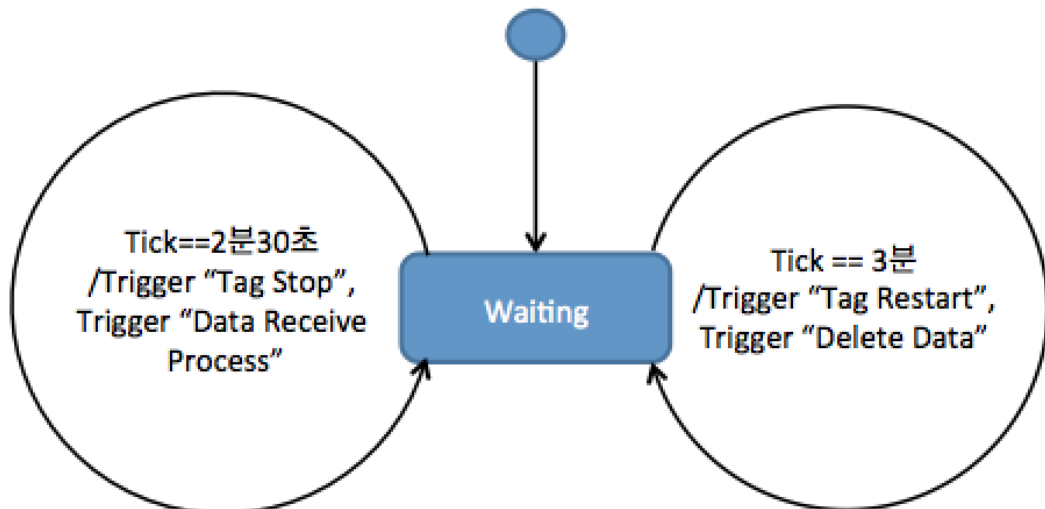 Tick==2분30초
/Trigger “Tag Stop”,
Trigger “Data Receive
Process”
Waiting
Tick == 3분
/Trigger “Tag Restart”,
Trigger “Delete Data”